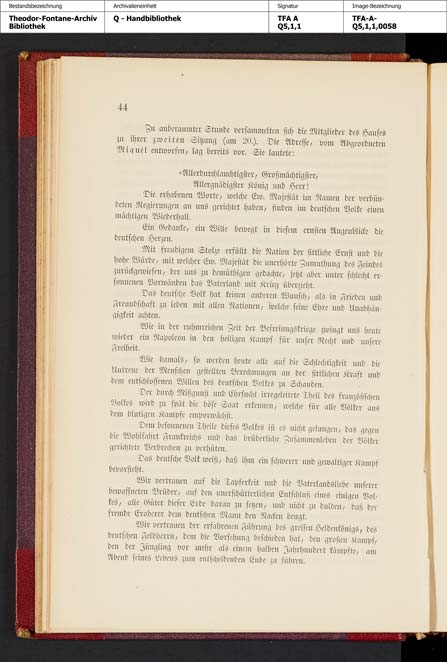 Bestandsbezeichnung
Archivalieneinheit
Signatur
Image-Bezeichnung
Theodor-Fontane-Archiv
Bibliothek
Q - Handbibliothek
TFA A
Q5,1,1
TFA-A-
Q5,1,1,0058
44
Zu anberaumter Stunde versammelten sich die Mitglieder des Hauses
zu ihrer zweiten Sitzung (am 20.). Die Adresse, vom Abgeordneten
Miquél entworfen, lag bereits vor. Sie lautete:
»Allerdurchlauchtigster, Großmächtigster,
Allergnädigster König und Herr!
Die erhabenen Worte, welche Ew. Majestät im Namen der verbün-
deten Regierungen an uns gerichtet haben, finden im deutschen Volke einen
mächtigen Wiederhall.
Ein Gedanke, ein Wille bewegt in diesem ernsten Augenblicke die
deutschen Herzen.
Mit freudigem Stolze erfüllt die Nation der sittliche Ernst und die
hohe Würde, mit welcher Ew. Majestät die unerhörte Zumuthung des Feindes
zurückgewiesen, der uns zu demüthigen gedachte, jetzt aber unter schlecht er-
sonnenen Vorwänden das Vaterland mit Krieg überzieht.
Das deutsche Volk hat keinen anderen Wunsch, als in Frieden und
Freundschaft zu leben mit allen Nationen, welche seine Ehre und Unabhän-
gigkeit achten.
Wie in der ruhmreichen Zeit der Befreiungskriege zwingt uns heute
wieder ein Napoleon in den heiligen Kampf für unser Recht und unsere
Freiheit.
Wie damals, so werden heute alle auf die Schlechtigkeit und die
Untreue der Menschen gestellten Berechnungen an der sittlichen Kraft und
dem entschlossenen Willen des deutschen Volkes zu Schanden.
Der durch Mißgunst und Ehrsucht irregeleitete Theil des französischen
Volkes wird zu spät die böse Saat erkennen, welche für alle Völker aus
dem blutigen Kampfe emporwächst.
Dem besonnenen Theile dieses Volkes ist es nicht gelungen, das gegen
die Wohlfahrt Frankreichs und das brüderliche Zusammenleben der Völker
gerichtete Verbrechen zu verhüten.
Das deutsche Volk weiß, daß ihm ein schwerer und gewaltiger Kampf
bevorsteht.
Wir vertrauen auf die Tapferkeit und die Vaterlandsliebe unserer
bewaffneten Brüder, auf den unerschütterlichen Entschluß eines einigen Vol-
kes, alle Güter dieser Erde daran zu setzen, und nicht zu dulden, daß der
fremde Eroberer dem deutschen Mann den Nacken beugt.
Wir vertrauen der erfahrenen Führung des greisen Heldenkönigs, des
deutschen Feldherrn, dem die Vorsehung beschieden hat, den großen Kampf,
den der Jüngling vor mehr als einem halben Jahrhundert kämpfte, am
Abend seines Lebens zum entscheidenden Ende zu führen.